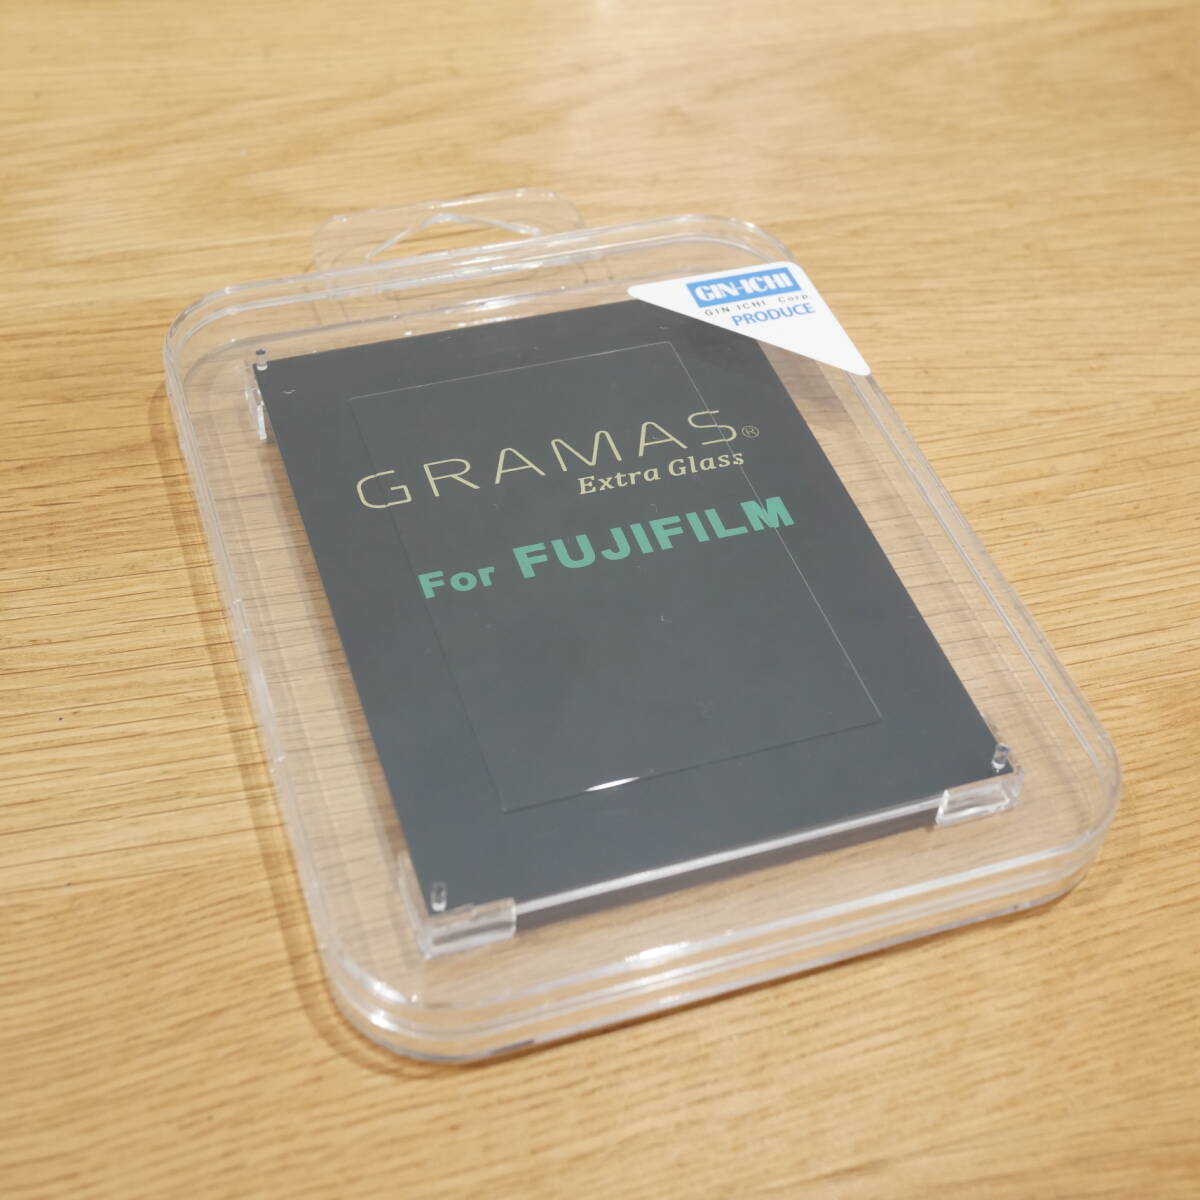 GIN-ICHI
GIN-ICHI Corp.
PRODUCE
GRAMAS®
Extra Glass
For FUJIFILM